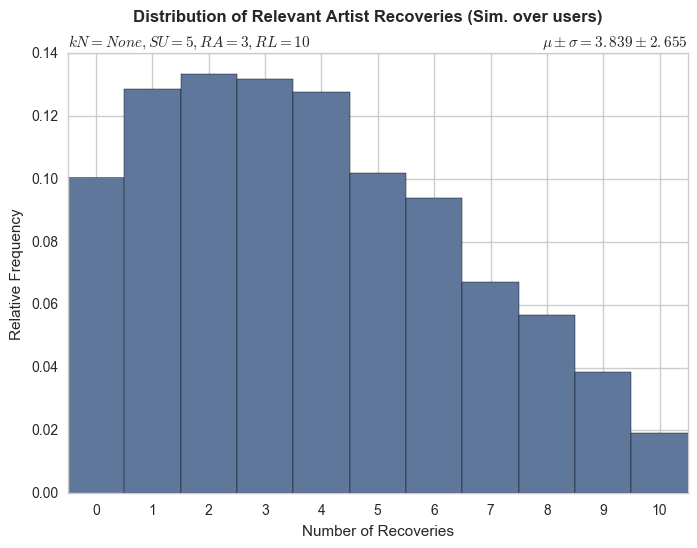 Distribution of Relevant Artist Recoveries (Sim. over users)
kN = None, SU = 5, RA = 3, RL = 10
μ ± σ = 3.839 ± 2.655
0.14
0.12
0.10
0.08
0.06
0.04
0.02
0.00
Relative Frequency
0 1 2 3 4 5 6 7 8 9 10
Number of Recoveries